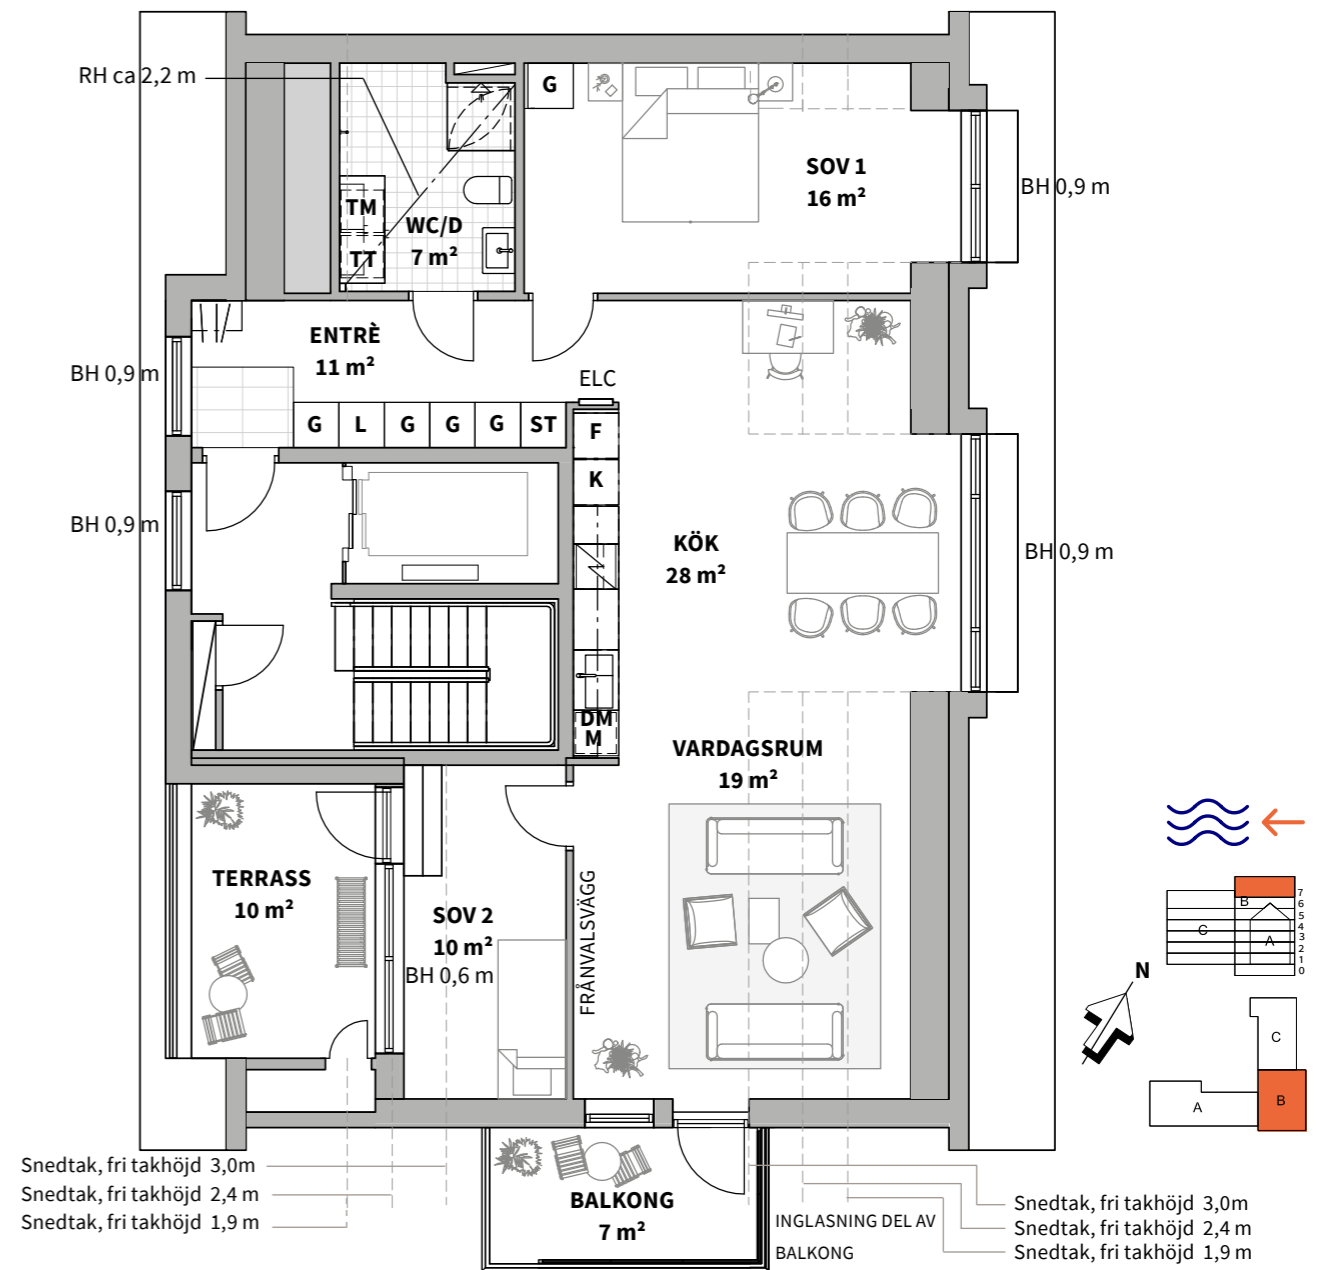 RH ca 2,2 m
G
SOV 1
16 m²
BH 0,9 m
TM
TT
WC/D
7 m²
ENTRÈ
11 m²
BH 0,9 m
ELC
G
L
G
G
G
ST
F
K
BH 0,9 m
KÖK
28 m²
BH 0,9 m
DM
M
VARDAGSRUM
19 m²
TERRASS
10 m²
SOV 2
10 m²
BH 0,6 m
FRÅNVALSVÄGG
B
C
A
7
6
5
4
3
2
1
0
N
C
A
B
Snedtak, fri takhöjd 3,0m
Snedtak, fri takhöjd 2,4 m
Snedtak, fri takhöjd 1,9 m
BALKONG
7 m²
INGLASNING DEL AV
BALKONG
Snedtak, fri takhöjd 3,0m
Snedtak, fri takhöjd 2,4 m
Snedtak, fri takhöjd 1,9 m